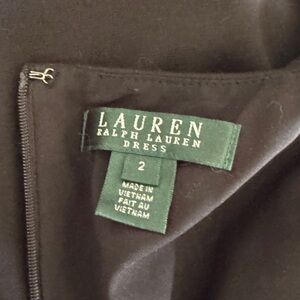 LAUREN
RALPH LAUREN
DRESS
2
MADE IN
VIETNAM
FAIT AU
VIETNAM